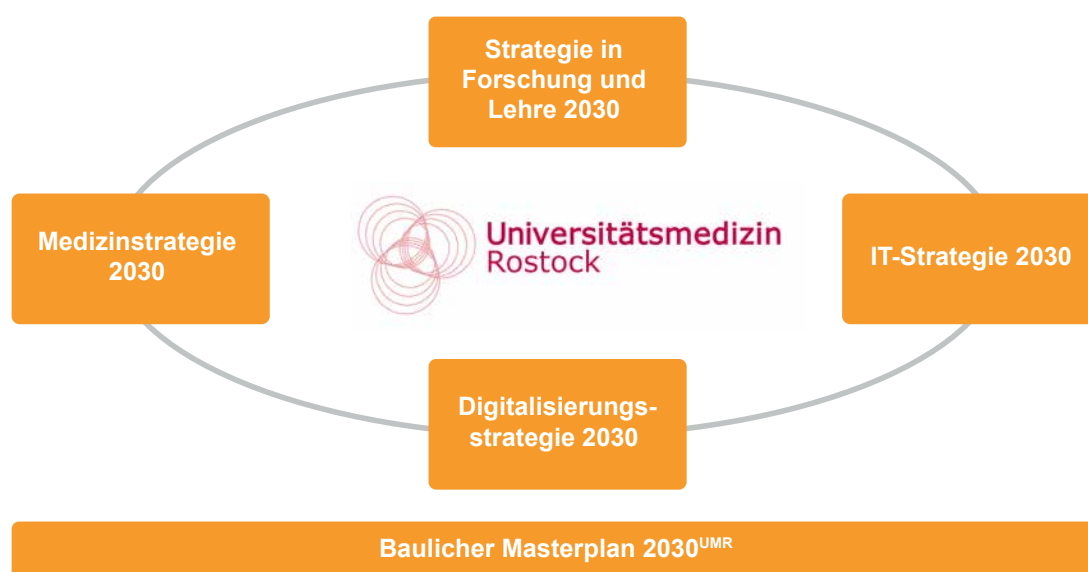 Strategie in
Forschung und
Lehre 2030
Medizinstrategie
2030
Universitätsmedizin
Rostock
IT-Strategie 2030
Digitalisierungs-
strategie 2030
Baulicher Masterplan 2030ᵁᴹᴿ